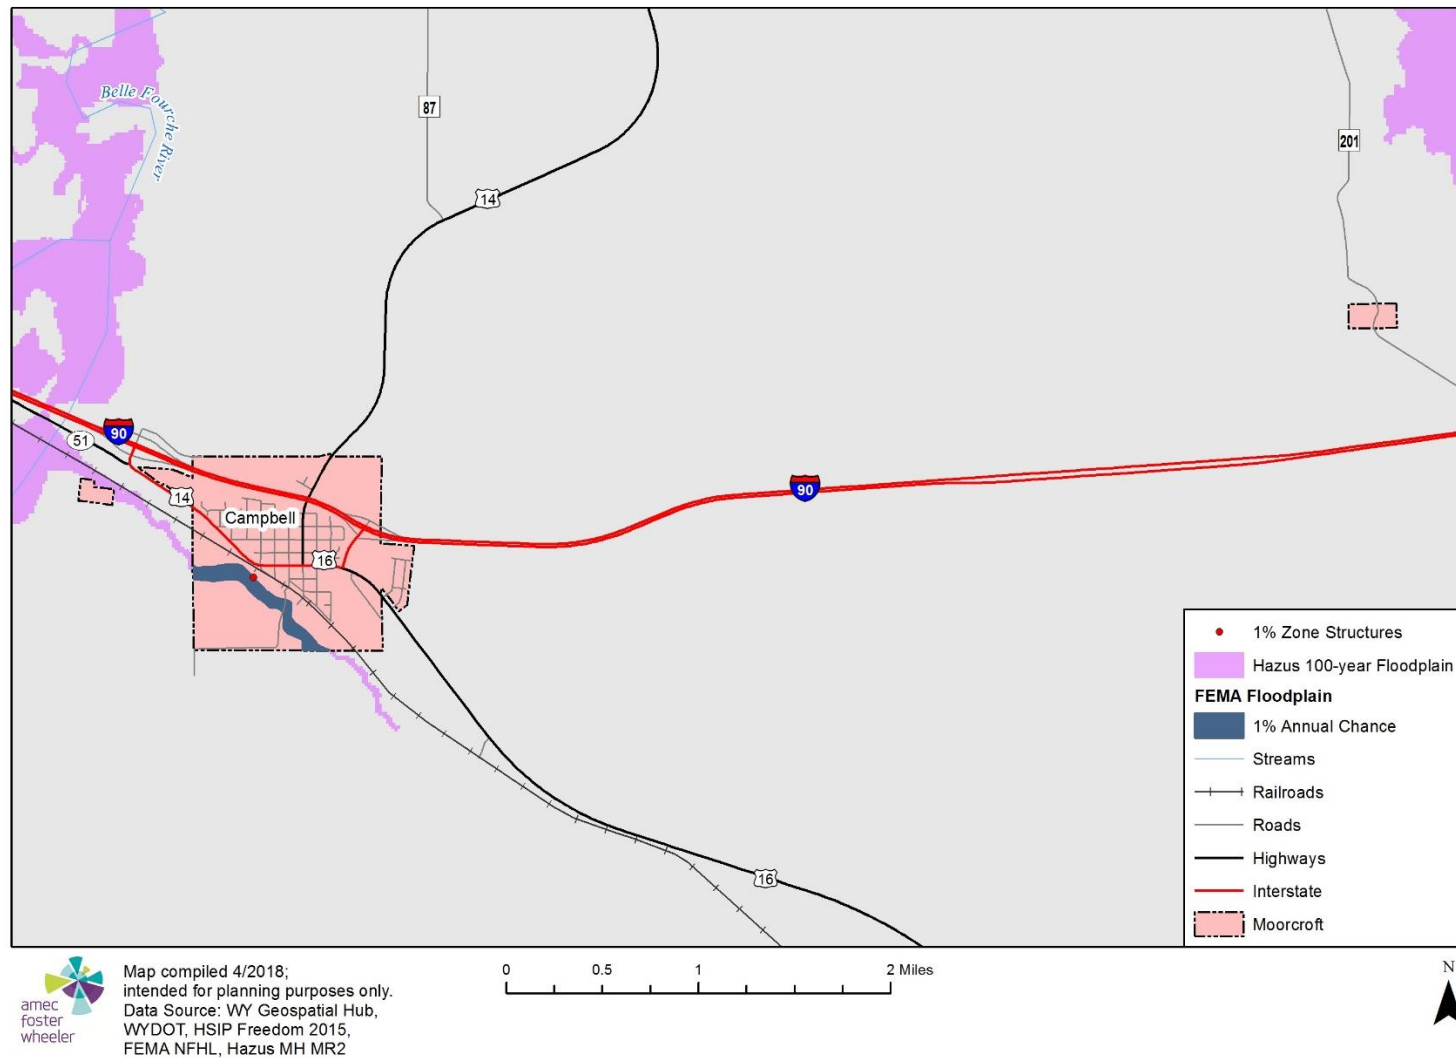 Belle Fourche River
87
14
201
51
90
14
Campbell
16
90
16
1% Zone Structures
Hazus 100-year Floodplain
FEMA Floodplain
1% Annual Chance
Streams
Railroads
Roads
Highways
Interstate
Moorcroft
amec
foster
wheeler
Map compiled 4/2018;
intended for planning purposes only.
Data Source: WY Geospatial Hub,
WYDOT, HSIP Freedom 2015,
FEMA NFHL, Hazus MH MR2
0 0.5 1 2 Miles
N